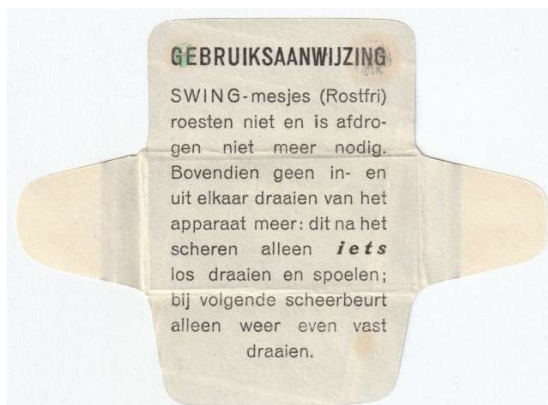 GEBRUIKSAANWIJZING
SWING-mesjes (Rostfri)
roesten niet en is afdro-
gen niet meer nodig.
Bovendien geen in- en
uit elkaar draaien van het
apparaat meer: dit na het
scheren alleen iets
los draaien en spoelen;
bij volgende scheerbeurt
alleen weer even vast
draaien.